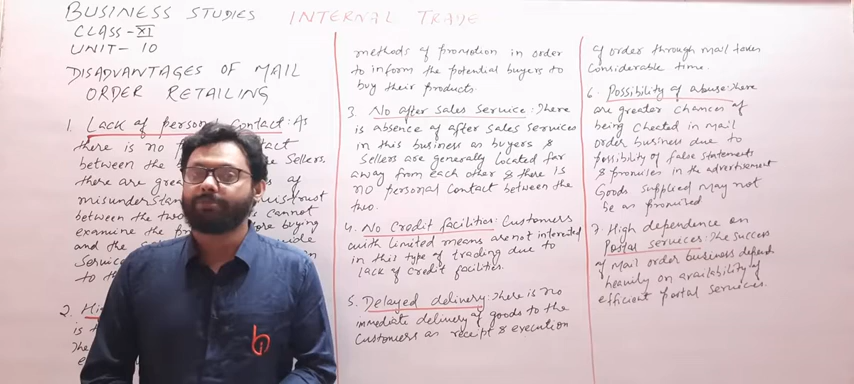 BUSINESS STUDIES
INTERNAL TRADE
CLASS-XI
UNIT-10
DISADVANTAGES OF MAIL
ORDER RETAILING
1. Lack of personal contact: As
there is no contact
between the Sellers.
there are of
between the two cannot
examine the buying
and the
Service
to th
2. Hi
is t
methods of promotion in order
to inform the potential buyers to
buy their products.
3. No after sales service: There
is absence of after sales services
in this business as buyers &
Sellers are generally located far
away from each other & there is
no personal contact between the
two.
4. No Credit facilities: Customers
with limited means are not interested
in this type of trading due to
lack of credit facilities.
5. Delayed delivery: There is no
immediate delivery of goods to the
Customers as receipt & execution
of order through mail takes
Considerable time.
6. Possibility of abuse: There
are greater chances of
being cheated in mail
order business due to
possibility of false statements
& promises in the advertisement
Goods supplied may not
be as promised
7. High dependence on
Postal services: The success
of Mail order business depends
heavily on availability of
efficient Postal services.